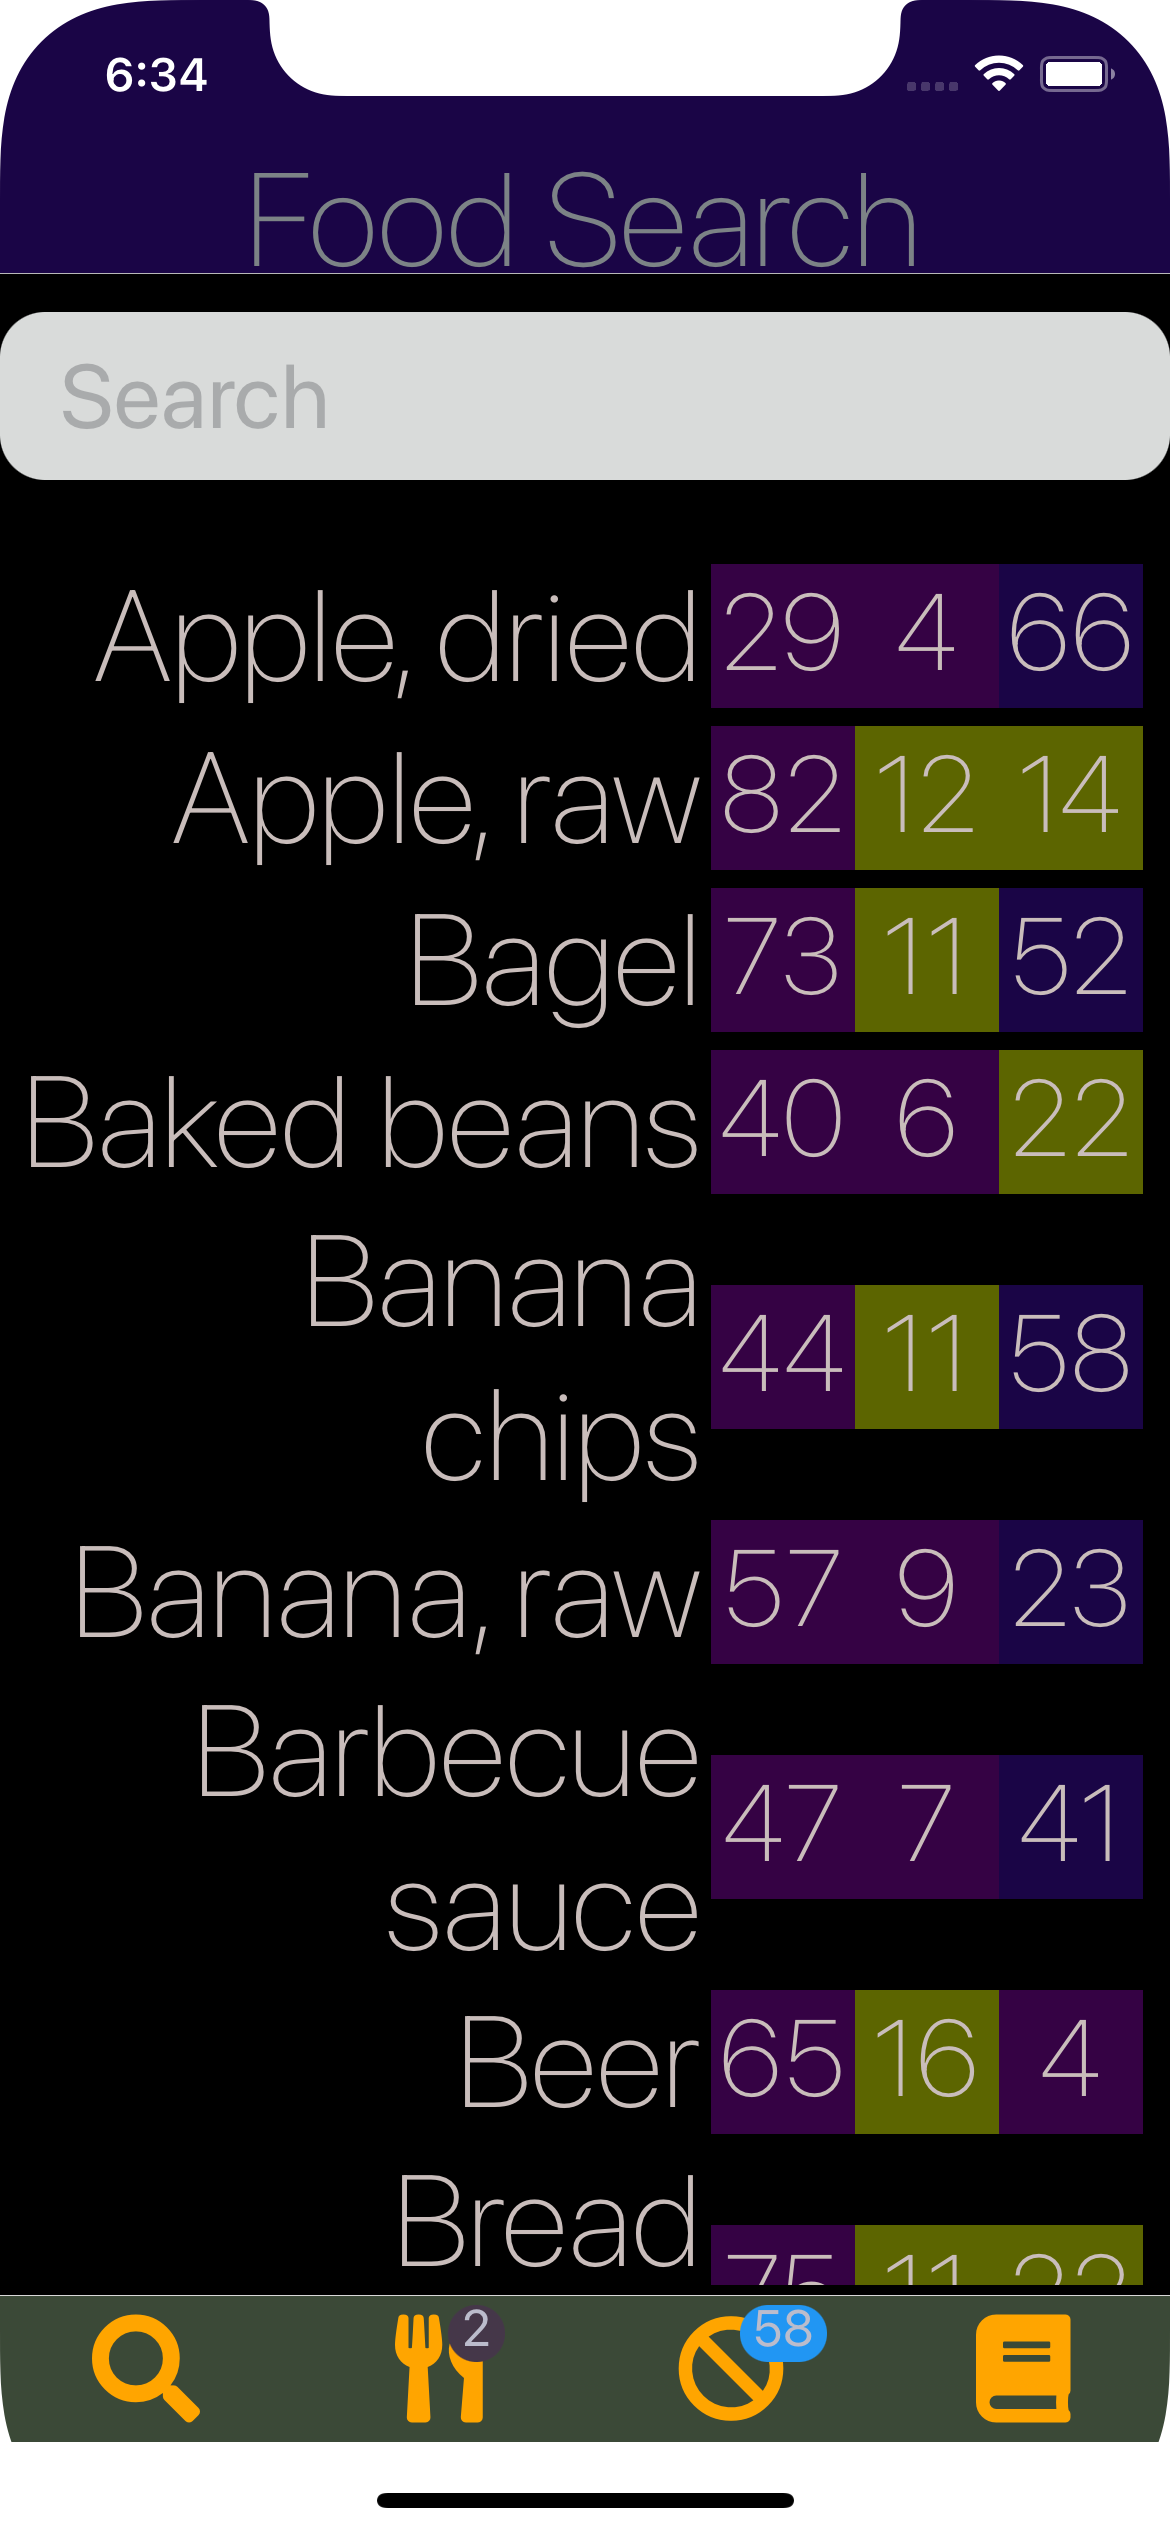 6:34
Food Search
Search
Apple, dried 29 4 66
Apple, raw 82 12 14
Bagel 73 11 52
Baked beans 40 6 22
Banana
chips 44 11 58
Banana, raw 57 9 23
Barbecue
sauce 47 7 41
Beer 65 16 4
Bread
75 11
2 58